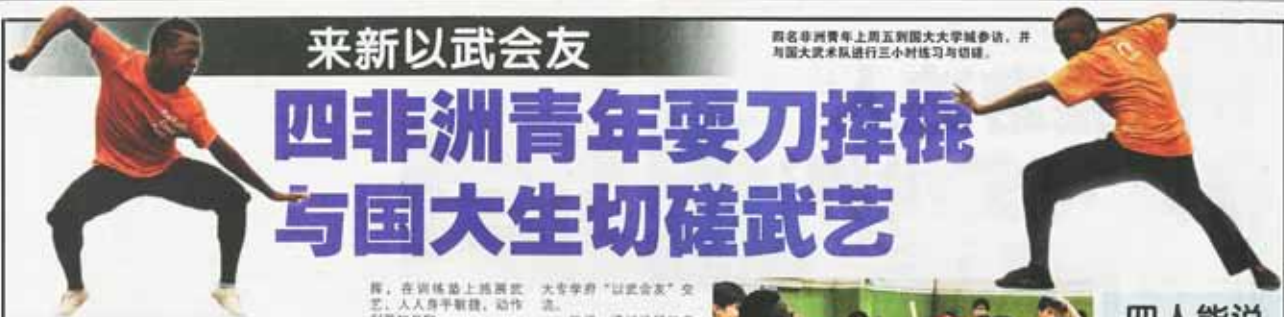 来新以武会友
四名非洲青年上周五到国大大学城参访，并
与国大武术队进行三小时练习与切磋。
四非洲青年耍刀挥棍
与国大生切磋武艺
挥，在训练垫上施展武
艺，人人身手敏捷，动作
大专学府“以武会友”交
流。
四人能说